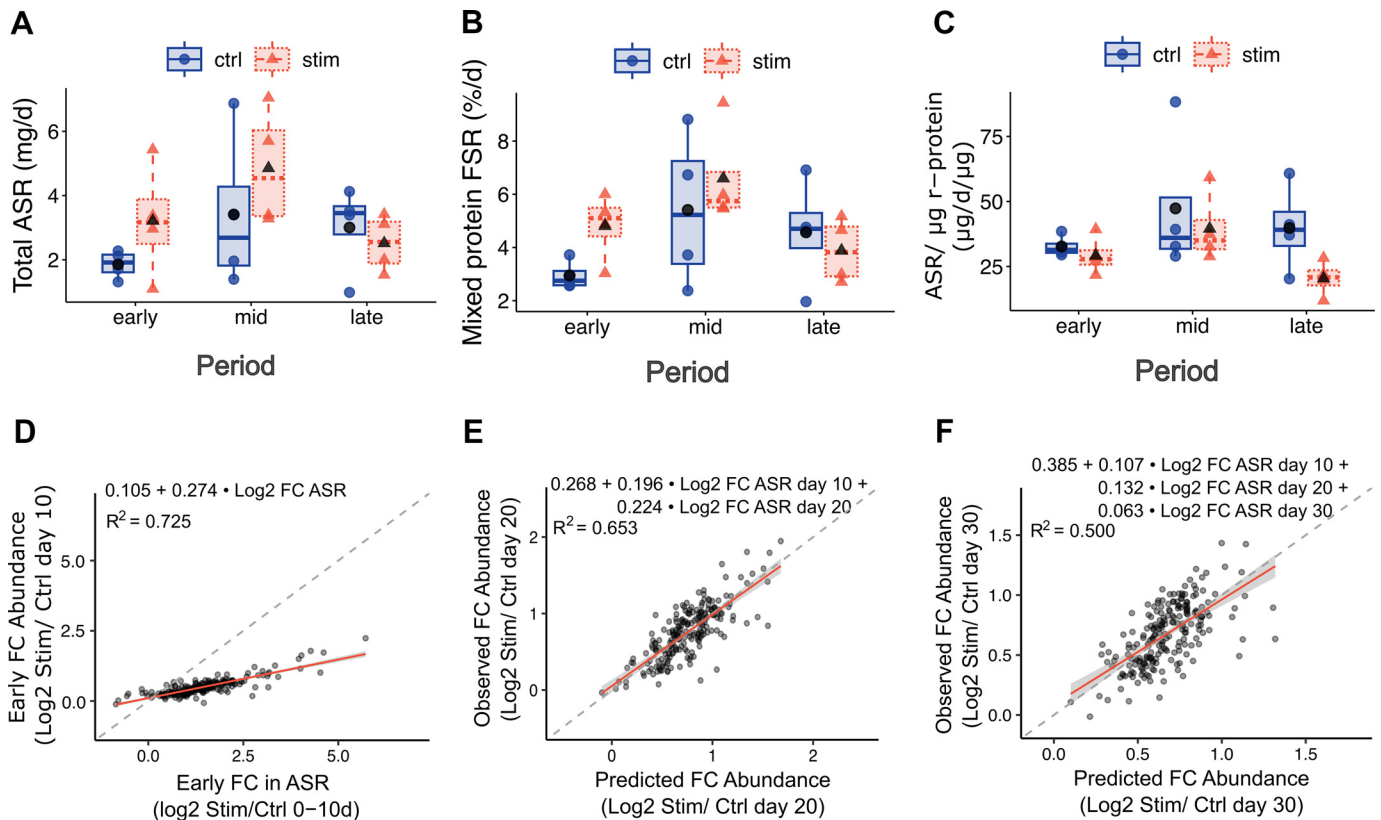 A
ctrl
stim
Total ASR (mg/d)
6
4
2
early
mid
late
Period
B
ctrl
stim
Mixed protein FSR (%/d)
8
6
4
2
early
mid
late
Period
C
ctrl
stim
ASR/ µg r−protein
(µg/d/µg)
75
50
25
early
mid
late
Period
D
0.105 + 0.274 • Log2 FC ASR
R2 = 0.725
Early FC Abundance
(Log2 Stim/ Ctrl day 10)
5.0
2.5
0.0
0.0
2.5
5.0
Early FC in ASR
(log2 Stim/Ctrl 0−10d)
E
0.268 + 0.196 • Log2 FC ASR day 10 +
0.224 • Log2 FC ASR day 20
R2 = 0.653
Observed FC Abundance
(Log2 Stim/ Ctrl day 20)
2
1
0
0
1
2
Predicted FC Abundance
(Log2 Stim/ Ctrl day 20)
F
0.385 + 0.107 • Log2 FC ASR day 10 +
0.132 • Log2 FC ASR day 20 +
0.063 • Log2 FC ASR day 30
R2 = 0.500
Observed FC Abundance
(Log2 Stim/ Ctrl day 30)
1.5
1.0
0.5
0.0
0.0
0.5
1.0
1.5
Predicted FC Abundance
(Log2 Stim/ Ctrl day 30)